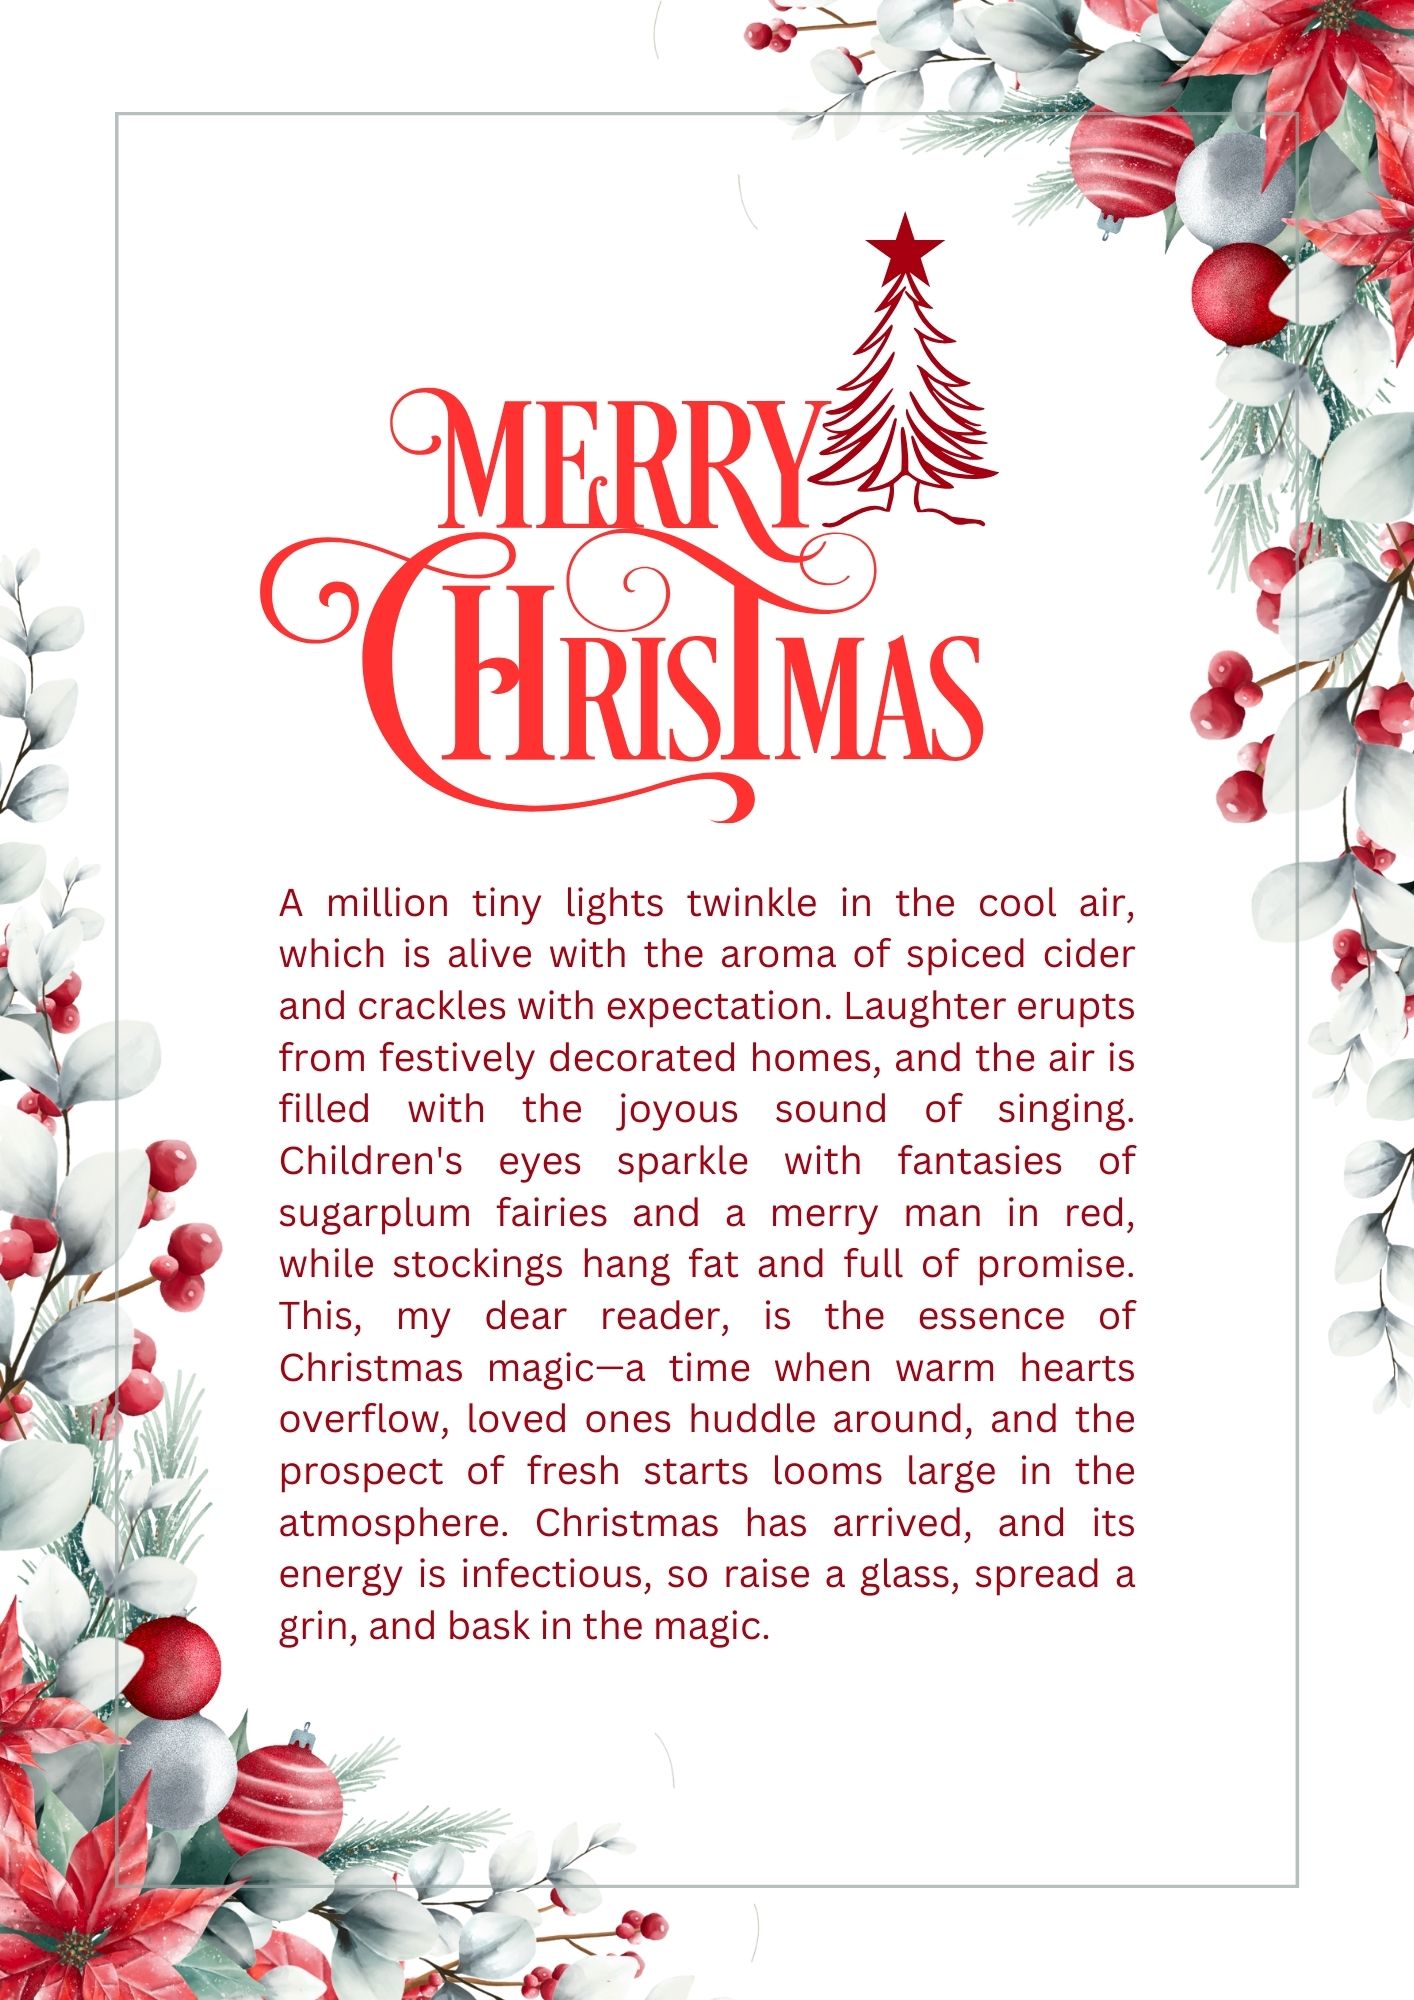 MERRY
CHRISTMAS
A million tiny lights twinkle in the cool air,
which is alive with the aroma of spiced cider
and crackles with expectation. Laughter erupts
from festively decorated homes, and the air is
filled with the joyous sound of singing.
Children's eyes sparkle with fantasies of
sugarplum fairies and a merry man in red,
while stockings hang fat and full of promise.
This, my dear reader, is the essence of
Christmas magic—a time when warm hearts
overflow, loved ones huddle around, and the
prospect of fresh starts looms large in the
atmosphere. Christmas has arrived, and its
energy is infectious, so raise a glass, spread a
grin, and bask in the magic.